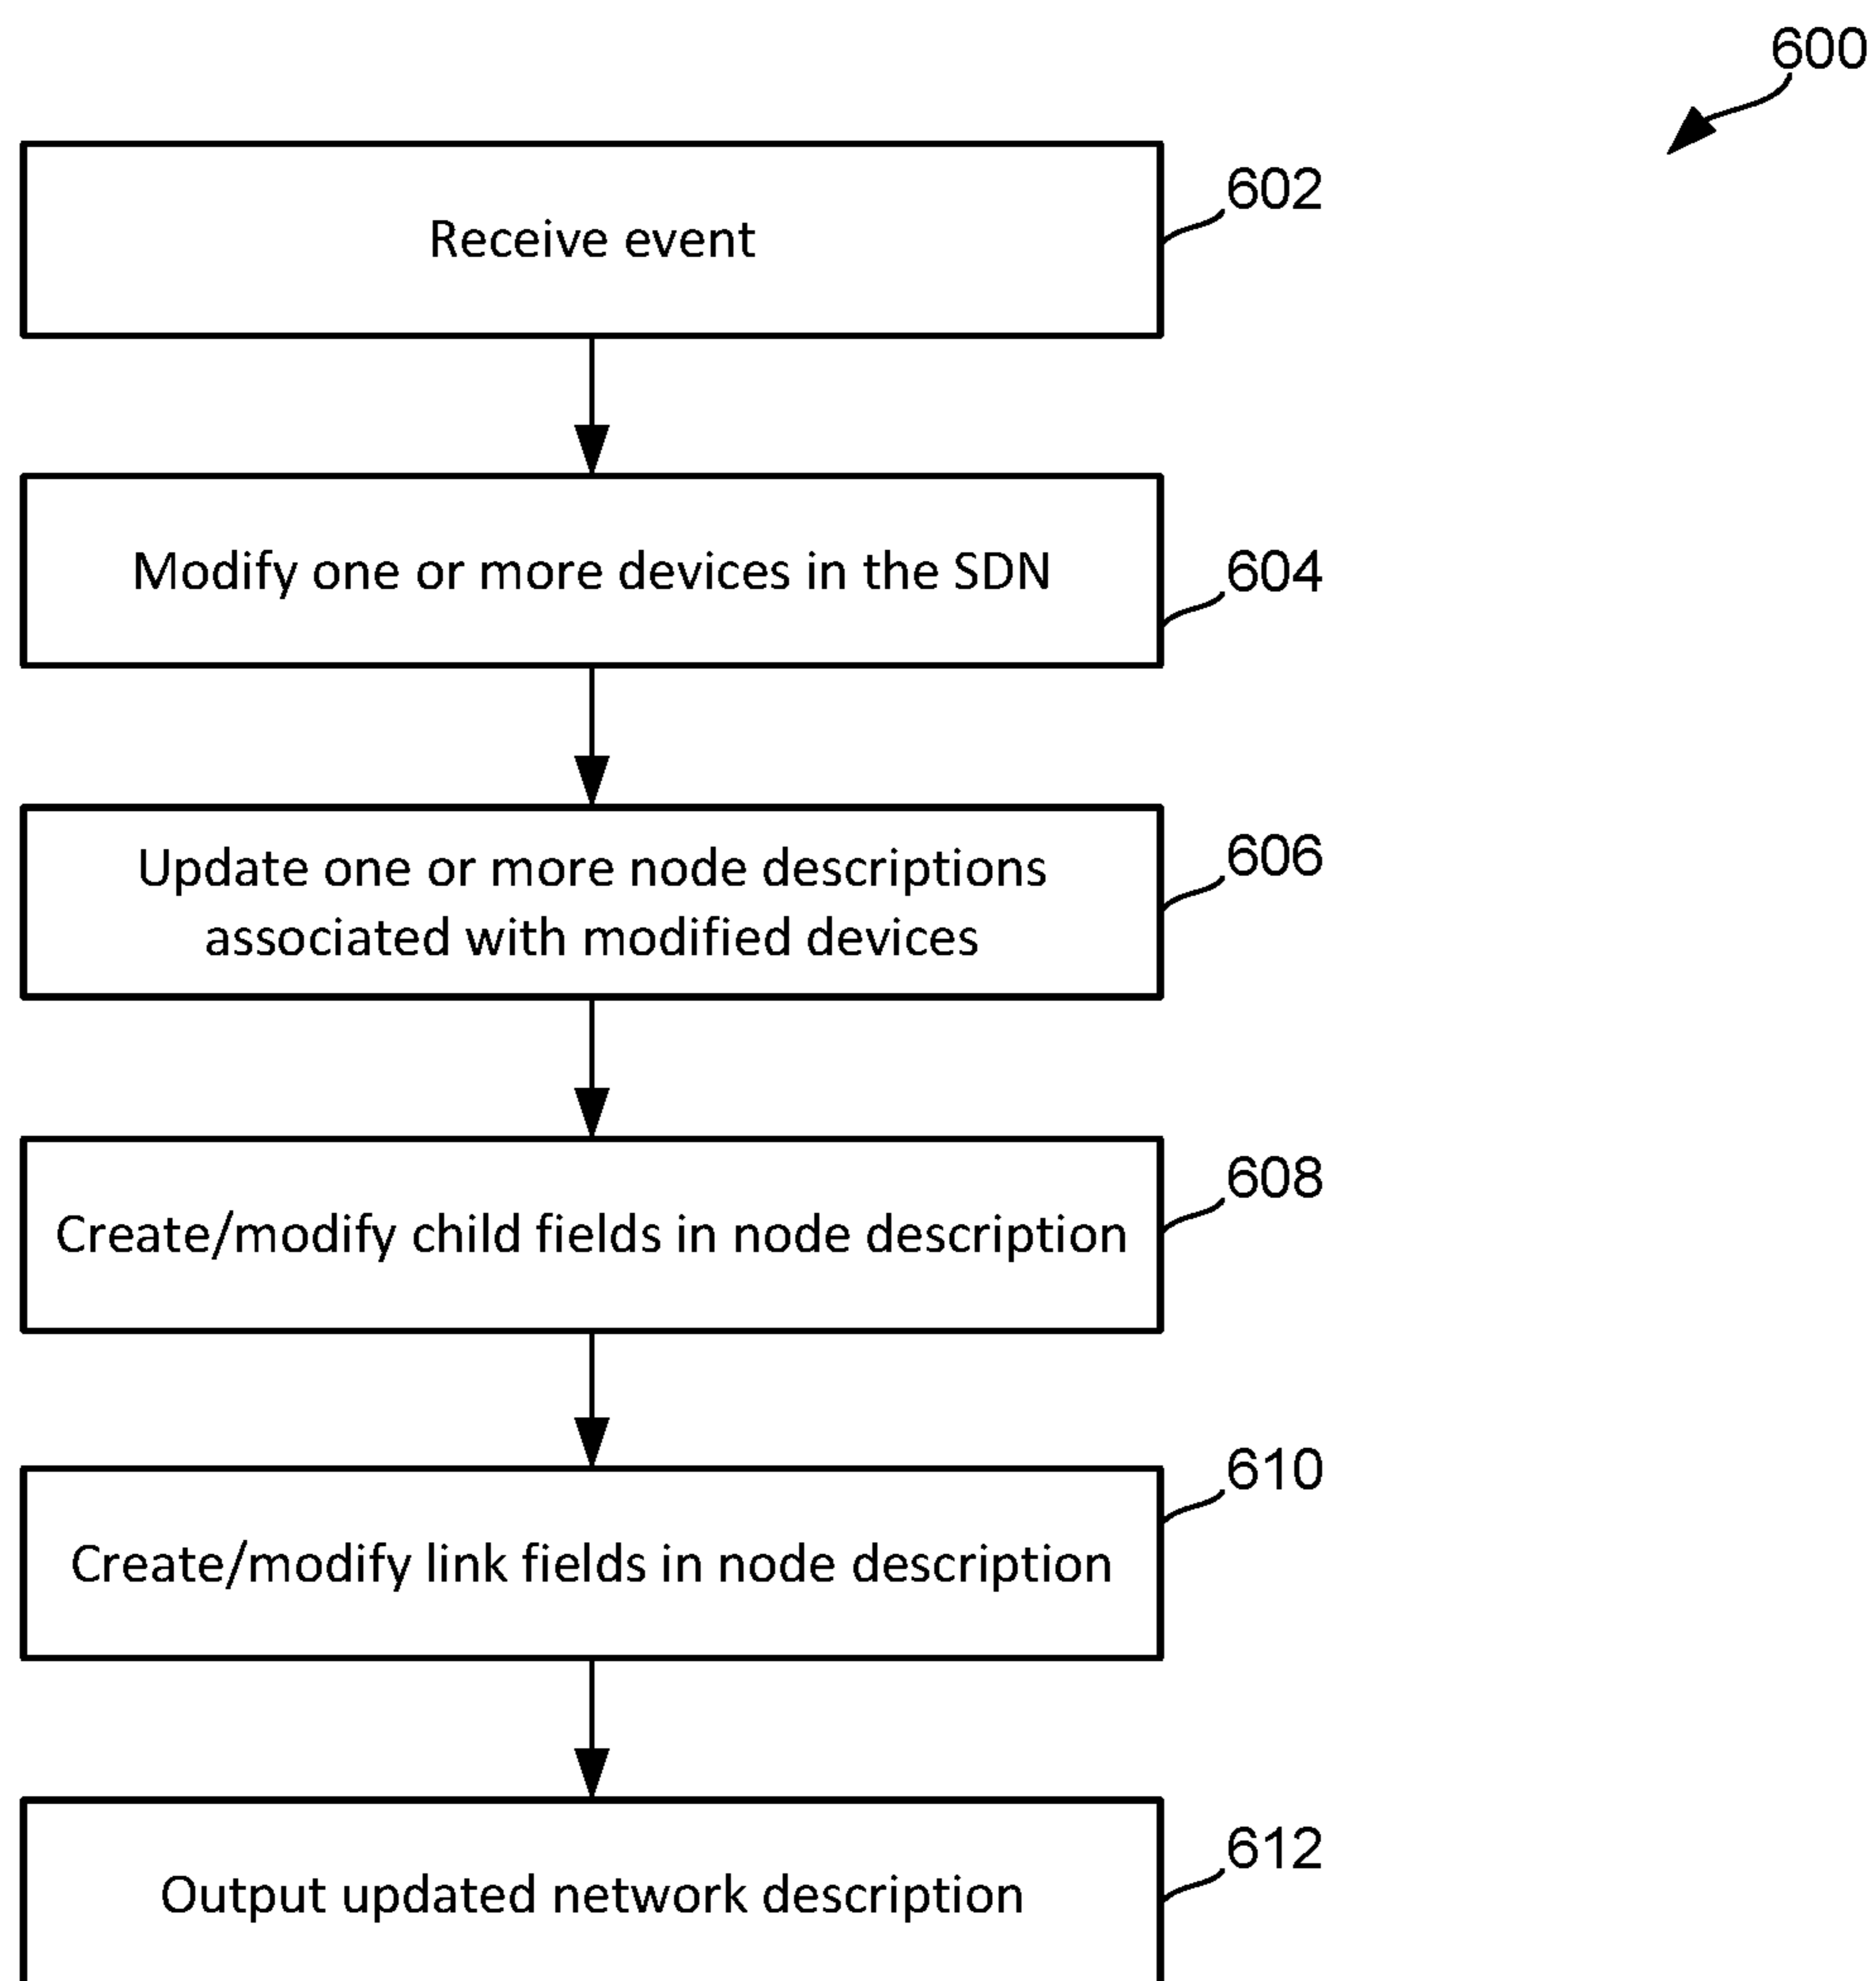 600
602
Receive event
604
Modify one or more devices in the SDN
606
Update one or more node descriptions
associated with modified devices
608
Create/modify child fields in node description
610
Create/modify link fields in node description
612
Output updated network description